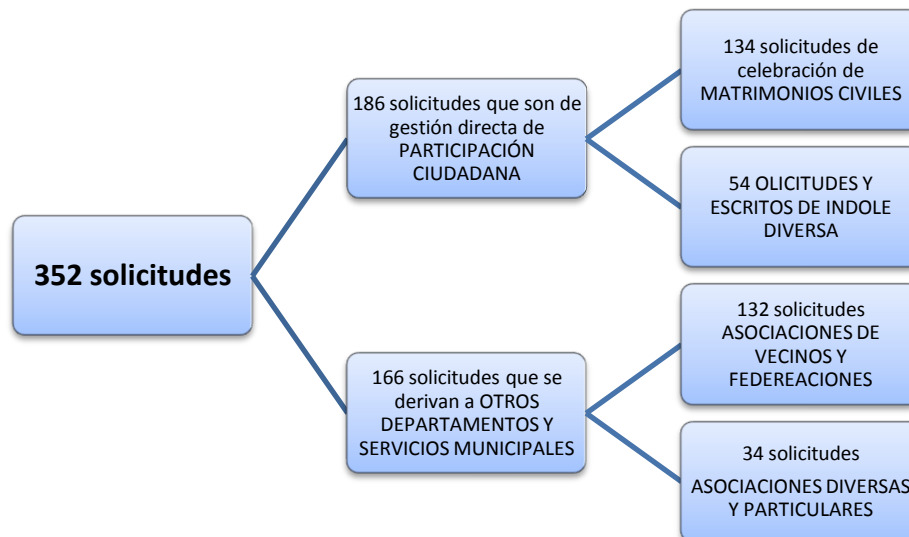 352 solicitudes
186 solicitudes que son de
gestión directa de
PARTICIPACIÓN
CIUDADANA
134 solicitudes de
celebración de
MATRIMONIOS CIVILES
54 OLICITUDES Y
ESCRITOS DE INDOLE
DIVERSA
166 solicitudes que se
derivan a OTROS
DEPARTAMENTOS Y
SERVICIOS MUNICIPALES
132 solicitudes
ASOCIACIONES DE
VECINOS Y
FEDEREACIONES
34 solicitudes
ASOCIACIONES DIVERSAS
Y PARTICULARES